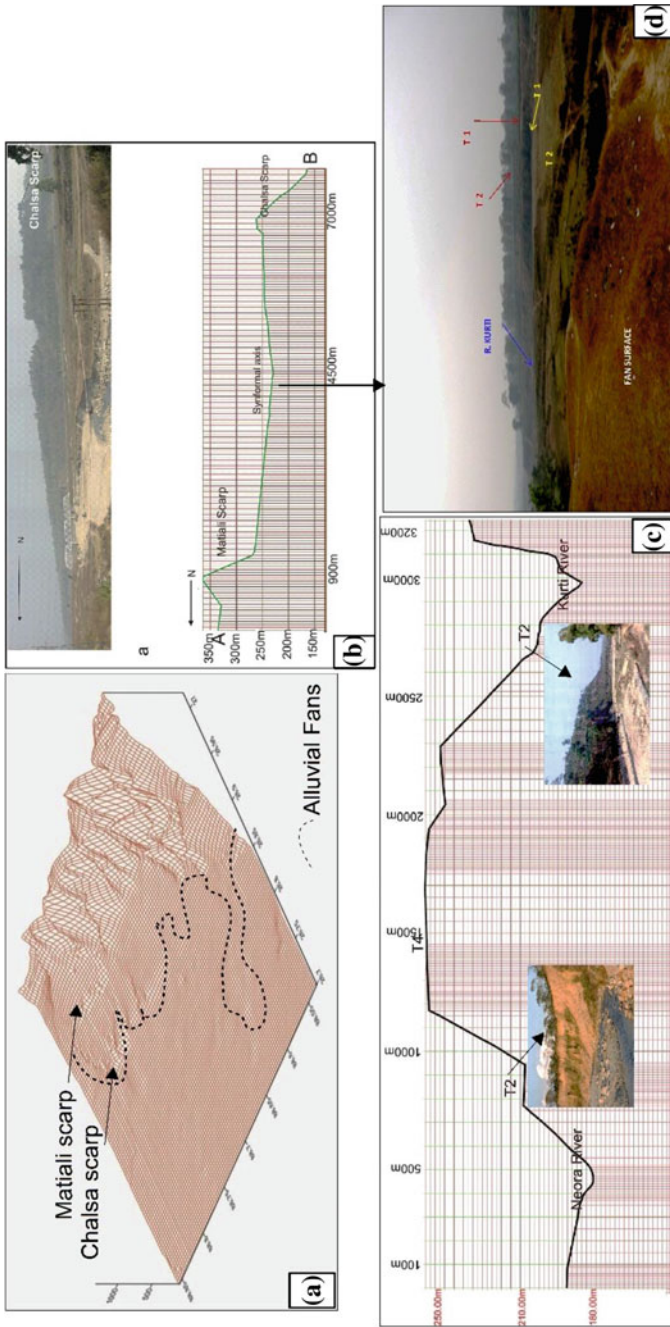 Matiali scarp
Chalsa scarp
Alluvial Fans
(a)
N
Chalsa Scarp
a
N
350m
300m
250m
200m
150m
A
Matiali Scarp
Synformal axis
Chalsa Scarp
B
900m
4500m
7000m
(b)
250.00m
210.00m
180.00m
100m
500m
1000m
1500m
2000m
2500m
3000m
3200m
Neora River
T2
T4
T2
Kurti River
(c)
R. KURTI
T 2
T 1
T 1
T 2
FAN SURFACE
(d)